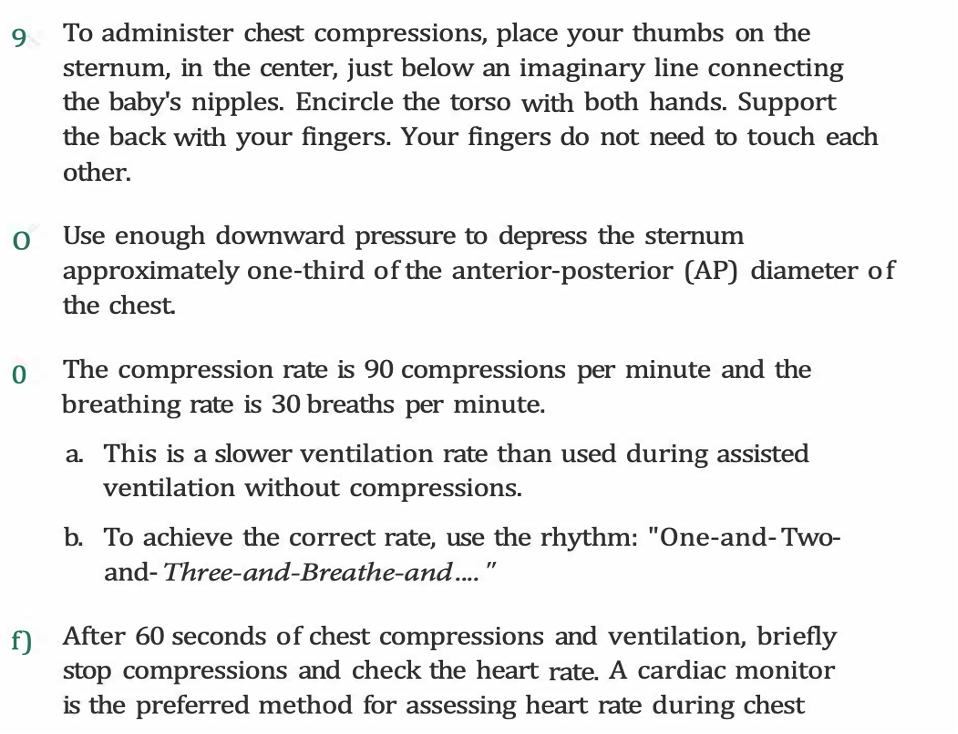 9 To administer chest compressions, place your thumbs on the
sternum, in the center, just below an imaginary line connecting
the baby's nipples. Encircle the torso with both hands. Support
the back with your fingers. Your fingers do not need to touch each
other.
O Use enough downward pressure to depress the sternum
approximately one-third of the anterior-posterior (AP) diameter of
the chest.
0 The compression rate is 90 compressions per minute and the
breathing rate is 30 breaths per minute.
a. This is a slower ventilation rate than used during assisted
ventilation without compressions.
b. To achieve the correct rate, use the rhythm: "One-and-Two-
and-Three-and-Breathe-and...."
f) After 60 seconds of chest compressions and ventilation, briefly
stop compressions and check the heart rate. A cardiac monitor
is the preferred method for assessing heart rate during chest